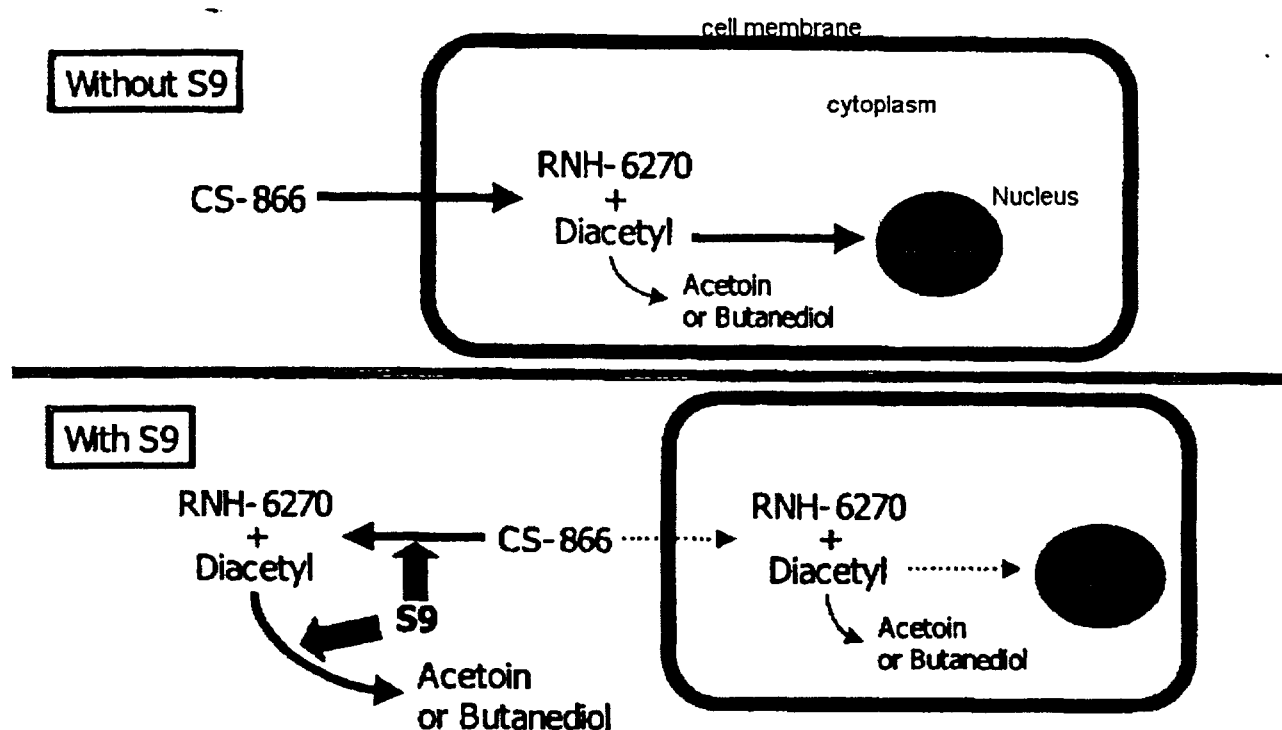 cell membrane
Without S9
cytoplasm
RNH-6270
CS-866
+
Nucleus
Diacetyl
Acetoin
or Butanediol
With S9
RNH-6270
+
Diacetyl
CS-866
S9
Acetoin
or Butanediol
RNH-6270
+
Diacetyl
Acetoin
or Butanediol